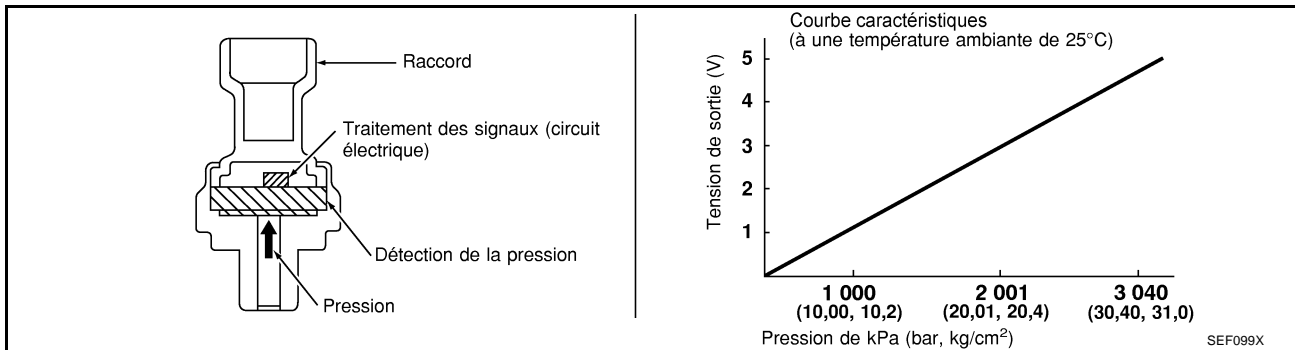 Raccord
Traitement des signaux (circuit
électrique)
Détection de la pression
Pression
Courbe caractéristiques
(à une température ambiante de 25°C)
Tension de sortie (V)
5
4
3
2
1
1 000
(10,00, 10,2)
2 001
(20,01, 20,4)
3 040
(30,40, 31,0)
Pression de kPa (bar, kg/cm²)
SEF099X